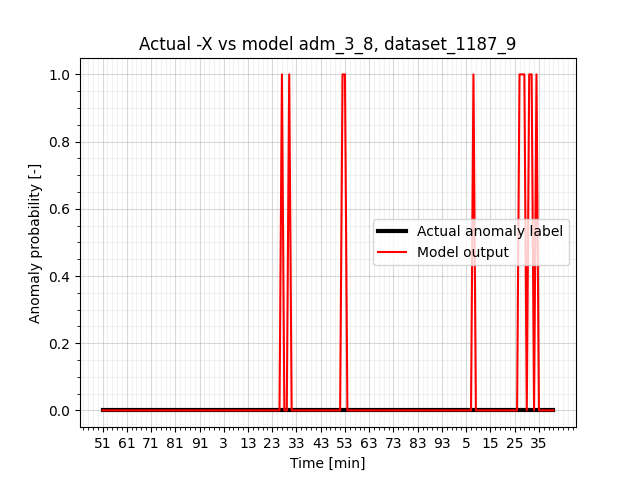 Actual -X vs model adm_3_8, dataset_1187_9
1.0
0.8
0.6
0.4
0.2
0.0
Anomaly probability [-]
Actual anomaly label
Model output
51 61 71 81 91 3 13 23 33 43 53 63 73 83 93 5 15 25 35
Time [min]